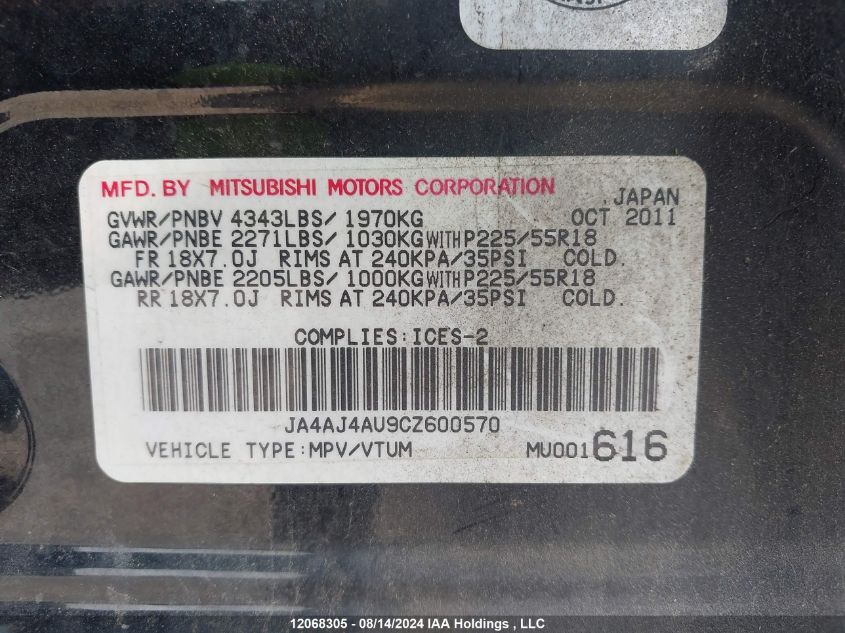 MFD. BY MITSUBISHI MOTORS CORPORATION JAPAN
GVWR/PNBV 4343LBS/ 1970KG OCT 2011
GAWR/PNBE 2271LBS/ 1030KG WITH P225/55R18
FR 18X7.0J RIMS AT 240KPA/35PSI COLD.
GAWR/PNBE 2205LBS/ 1000KG WITH P225/55R18
RR 18X7.0J RIMS AT 240KPA/35PSI COLD.
COMPLIES:ICES-2
JA4AJ4AU9CZ600570
VEHICLE TYPE:MPV/VTUM MU001616
12068305 - 08/14/2024 IAA Holdings , LLC